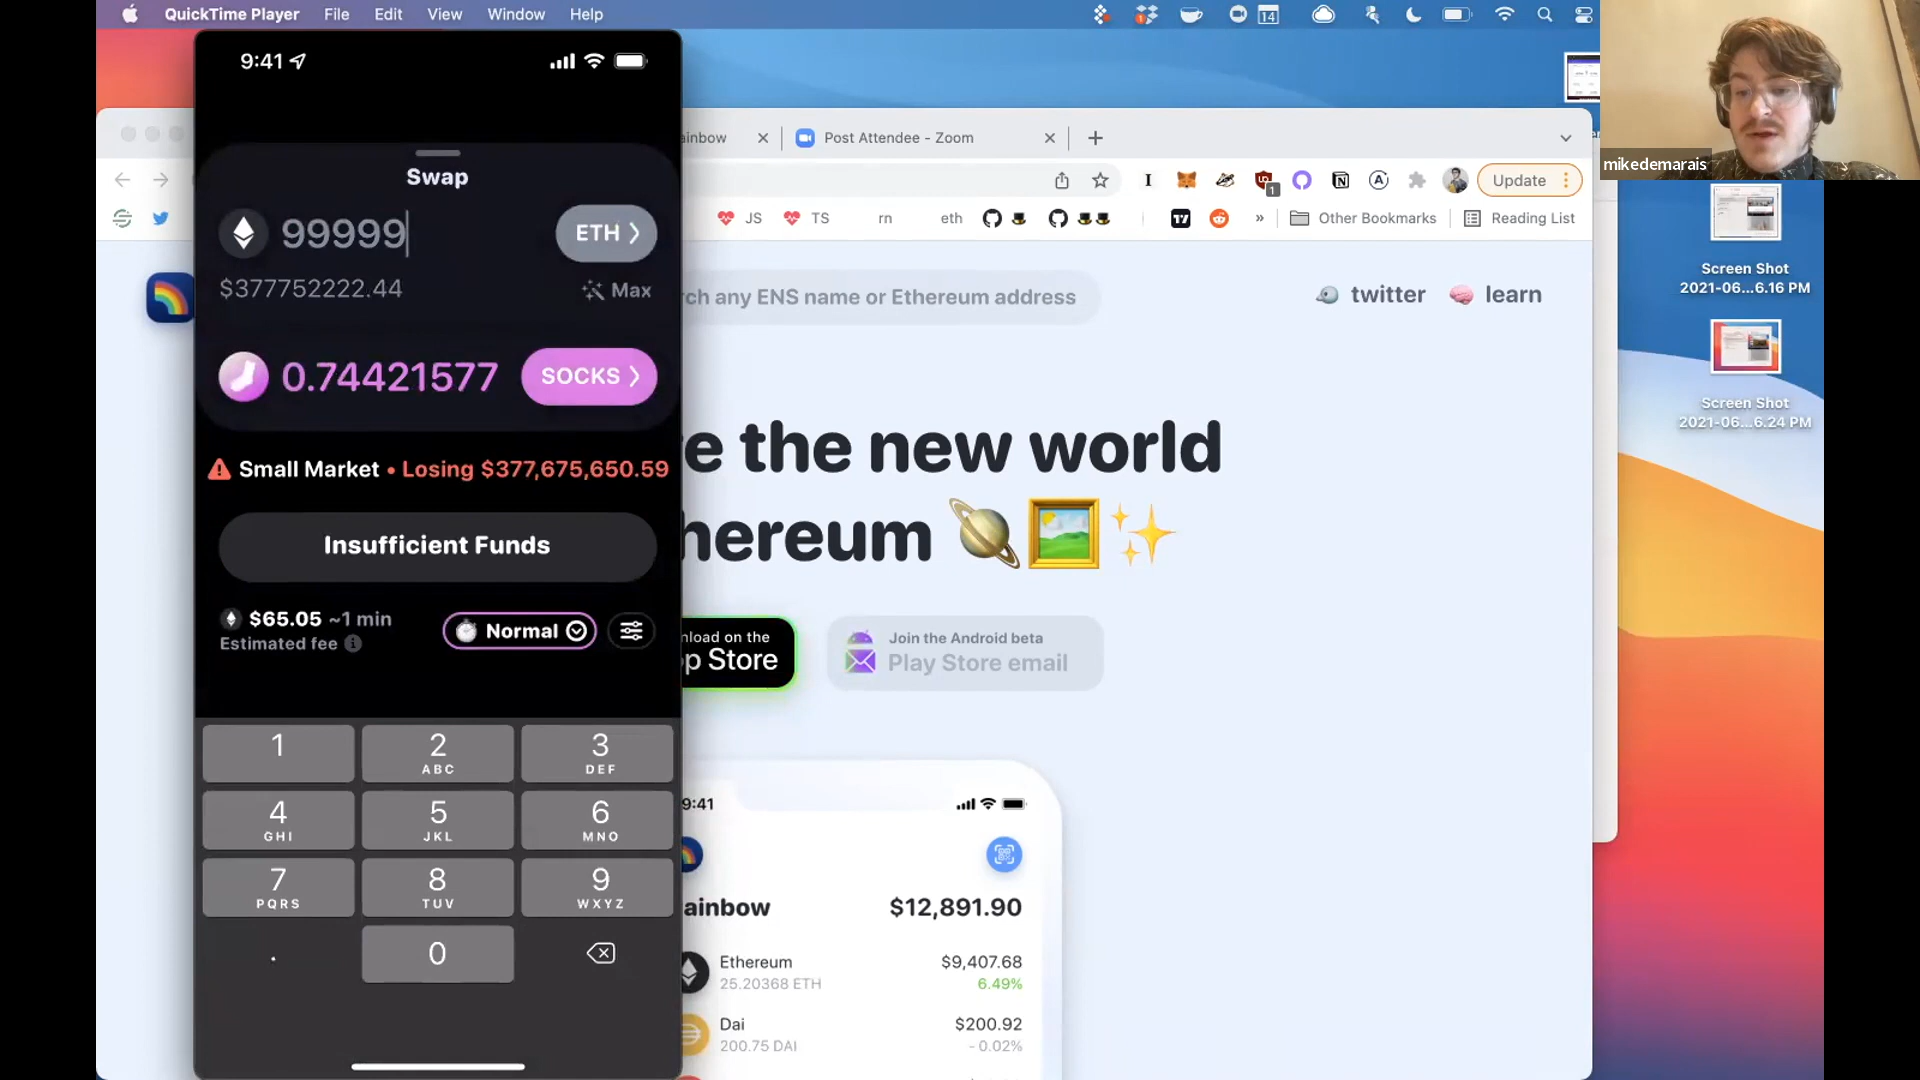 QuickTime Player File Edit View Window Help
14
9:41
Swap
99999
ETH
$377752222.44
Max
0.74421577
SOCKS
Small Market • Losing $377,675,650.59
Insufficient Funds
$65.05 ~1 min
Estimated fee
Normal
1
2
ABC
3
DEF
4
GHI
5
JKL
6
MNO
7
PQRS
8
TUV
9
WXYZ
.
0
ainbow
Post Attendee - Zoom
1
Update
JS
TS
rn
eth
»
Other Bookmarks
Reading List
rch any ENS name or Ethereum address
twitter
learn
e the new world
hereum
nload on the
p Store
Join the Android beta
Play Store email
9:41
ainbow
$12,891.90
Ethereum
$9,407.68
25.20368 ETH
6.49%
Dai
$200.92
200.75 DAI
- 0.02%
mikedemarais
Screen Shot
2021-06...6.16 PM
Screen Shot
2021-06...6.24 PM